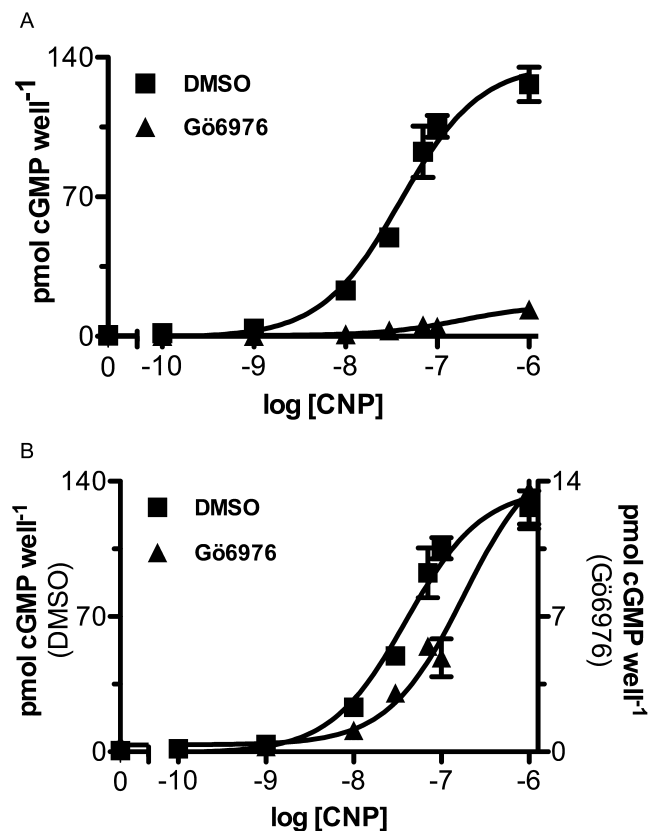 A
140
70
0
pmol cGMP well-1
DMSO
Gö6976
0 -10 -9 -8 -7 -6
log [CNP]
B
140
70
0
pmol cGMP well-1
(DMSO)
DMSO
Gö6976
14
7
0
pmol cGMP well-1
(Gö6976)
0 -10 -9 -8 -7 -6
log [CNP]